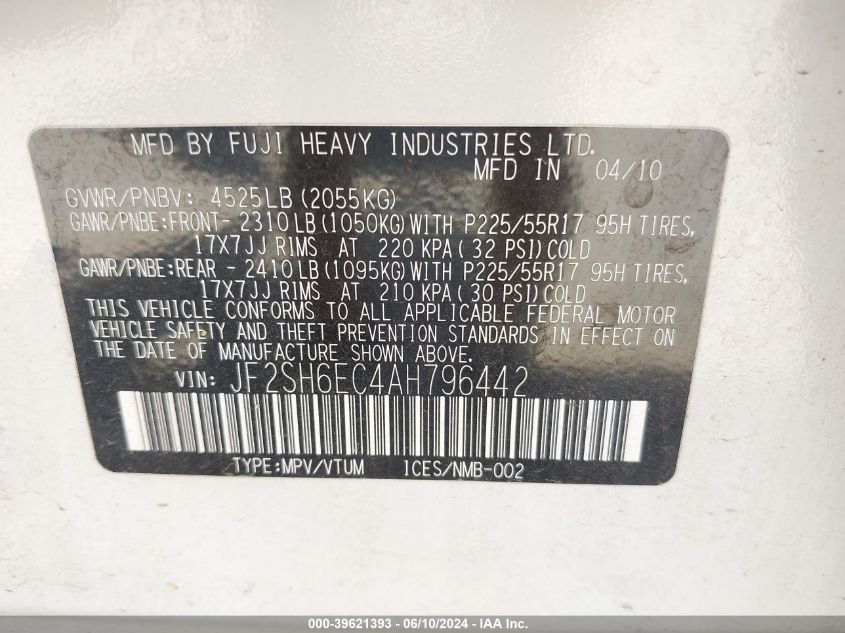 MFD BY FUJI HEAVY INDUSTRIES LTD.
MFD IN 04/10
GVWR/PNBV: 4525LB(2055KG)
GAWR/PNBE:FRONT- 2310LB(1050KG)WITH P225/55R17 95H TIRES,
17X7JJ RIMS AT 220 KPA(32 PSI)COLD
GAWR/PNBE:REAR - 2410LB(1095KG)WITH P225/55R17 95H TIRES,
17X7JJ RIMS AT 210 KPA(30 PSI)COLD
THIS VEHICLE CONFORMS TO ALL APPLICABLE FEDERAL MOTOR
VEHICLE SAFETY AND THEFT PREVENTION STANDARDS IN EFFECT ON
THE DATE OF MANUFACTURE SHOWN ABOVE.
VIN: JF2SH6EC4AH796442
TYPE:MPV/VTUM ICES/NMB-002
000-39621393 - 06/10/2024 - IAA Inc.